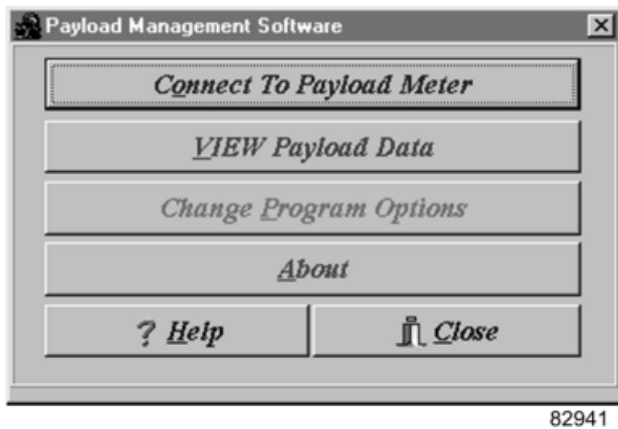 Payload Management Software
Connect To Payload Meter
VIEW Payload Data
Change Program Options
About
? Help
Close
82941